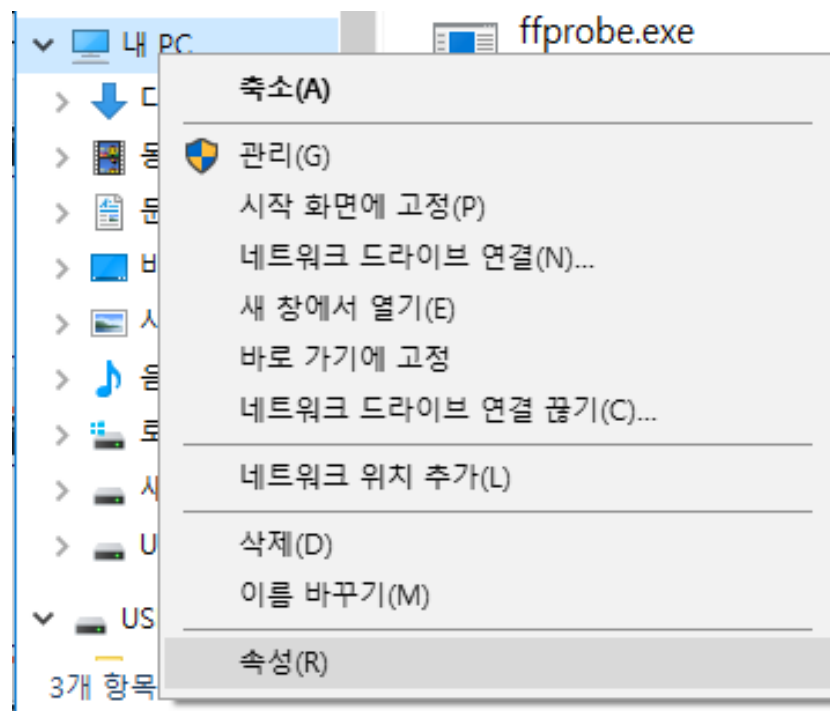 내 PC
ffprobe.exe
축소(A)
관리(G)
시작 화면에 고정(P)
네트워크 드라이브 연결(N)...
새 창에서 열기(E)
바로 가기에 고정
네트워크 드라이브 연결 끊기(C)...
네트워크 위치 추가(L)
삭제(D)
이름 바꾸기(M)
US
속성(R)
3개 항목